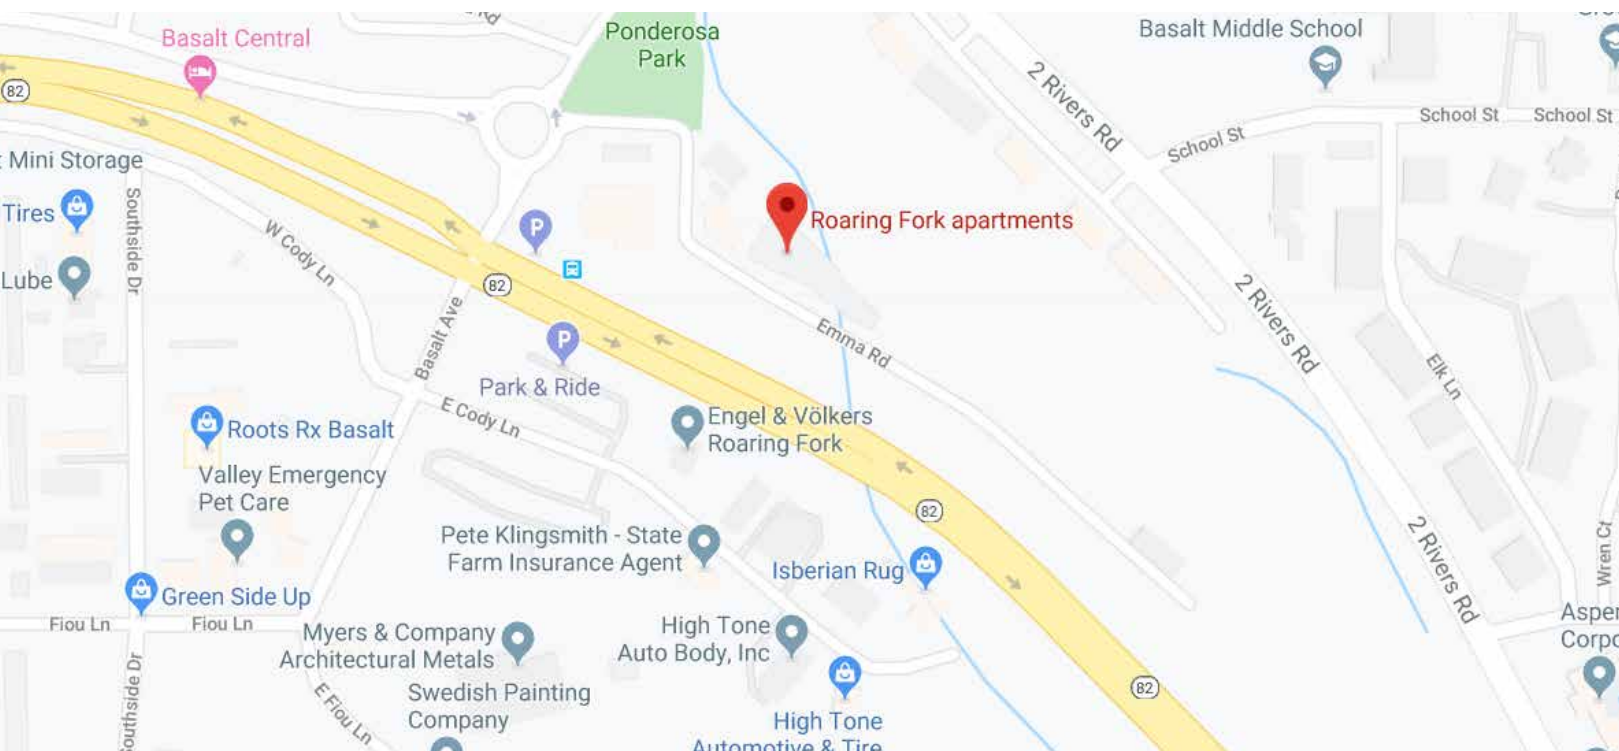 Rd
Basalt Central
Ponderosa
Park
Basalt Middle School
82
2 Rivers Rd
School St
School St
School St
Mini Storage
Tires
Southside Dr
W Cody Ln
P
Roaring Fork apartments
Lube
82
Basalt Ave
2 Rivers Rd
P
Emma Rd
Park & Ride
Elk Ln
E Cody Ln
Engel & Völkers
Roaring Fork
Roots Rx Basalt
Valley Emergency
Pet Care
82
Pete Klingsmith - State
Farm Insurance Agent
Isberian Rug
2 Rivers Rd
Wren Ct
Green Side Up
Fiou Ln
Fiou Ln
Myers & Company
Architectural Metals
High Tone
Auto Body, Inc
Aspen
Corpo
Southside Dr
E Fiou Ln
Swedish Painting
Company
82
High Tone
Automotive & Tire